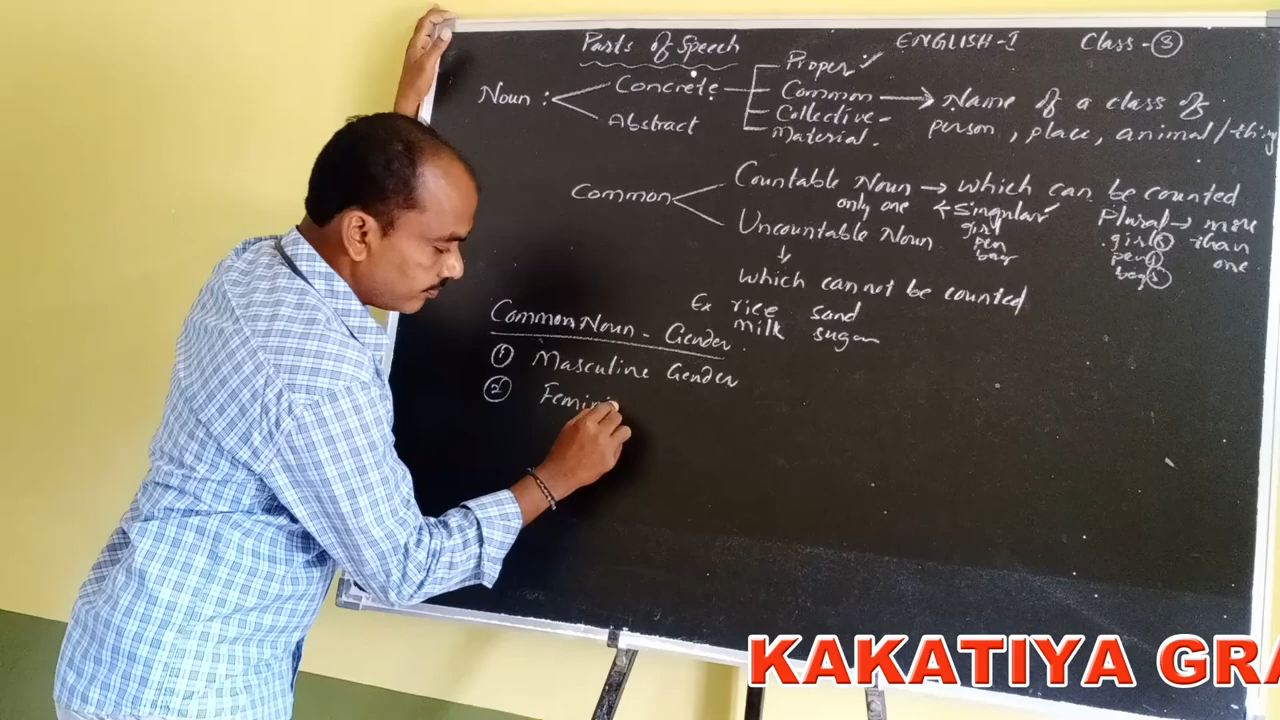 Parts of Speech ENGLISH-I Class-③
Noun : Concrete Proper ✓
Common → Name of a class of
Abstract Collective -
Material. person, place, animal/thing
Common Countable Noun → which can be counted
only one ← Singular ✓ Plural → more
Uncountable Noun girl girls than
pen pens one
bag bags
↓
which cannot be counted
Ex rice sand
milk sugar
Common Noun - Gender.
① Masculine Gender
② Femini
KAKATIYA GRA